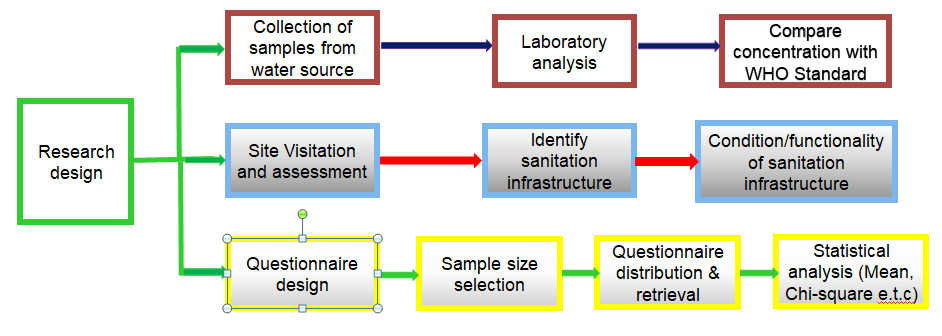 Collection of
samples from
water source
Laboratory
analysis
Compare
concentration with
WHO Standard
Research
design
Site Visitation
and assessment
Identify
sanitation
infrastructure
Condition/functionality
of sanitation
infrastructure
Questionnaire
design
Sample size
selection
Questionnaire
distribution &
retrieval
Statistical
analysis (Mean,
Chi-square e.t.c)